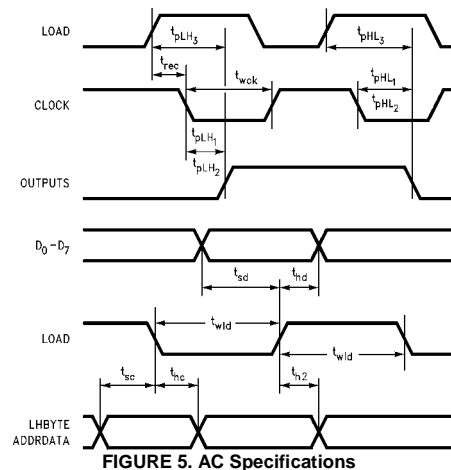 LOAD
tpLH3
tpHL3
trec
CLOCK
twck
tpHL1
tpHL2
tpLH1
tpLH2
OUTPUTS
D0-D7
tsd
thd
LOAD
twld
twld
tsc
thc
th2
LHBYTE
ADDRDATA
FIGURE 5. AC Specifications